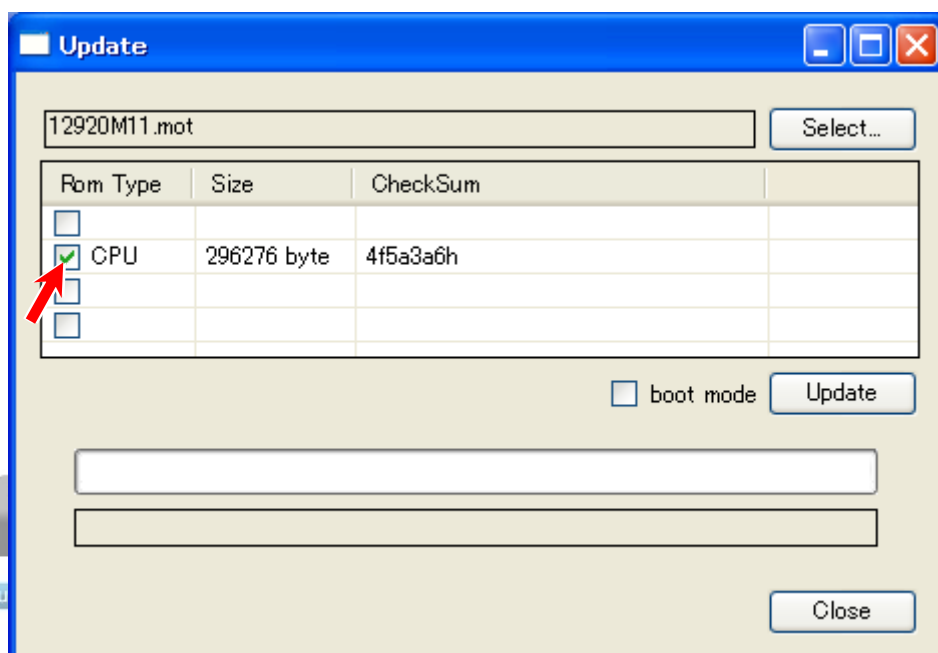 Update
12920M11.mot
Select...
Rom Type Size CheckSum
CPU 296276 byte 4f5a3a6h
boot mode Update
Close